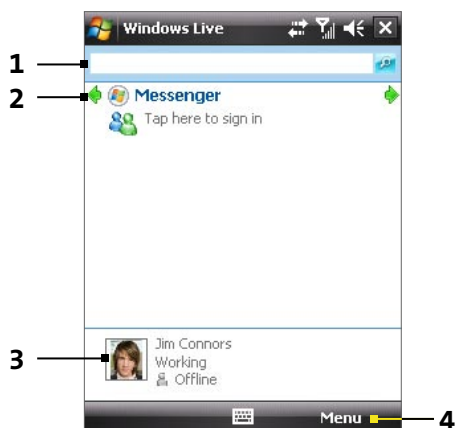 Windows Live
1
2
Messenger
Tap here to sign in
3
Jim Connors
Working
Offline
Menu
4